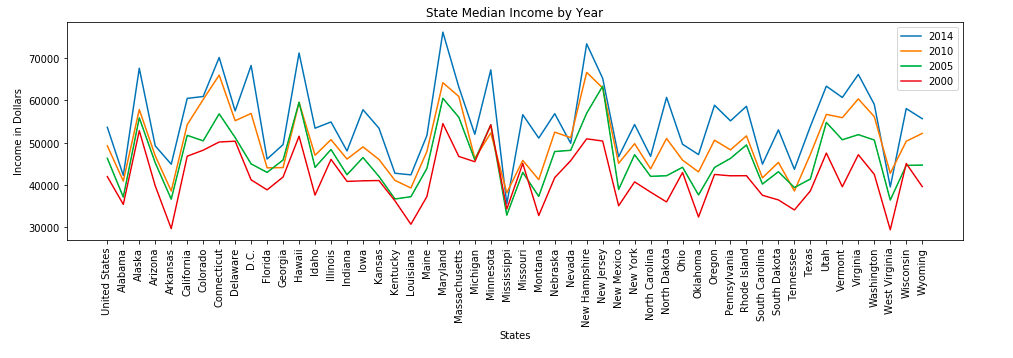 State Median Income by Year
2014
2010
2005
2000
Income in Dollars
70000
60000
50000
40000
30000
United States
Alabama
Alaska
Arizona
Arkansas
California
Colorado
Connecticut
Delaware
D.C.
Florida
Georgia
Hawaii
Idaho
Illinois
Indiana
Iowa
Kansas
Kentucky
Louisiana
Maine
Maryland
Massachusetts
Michigan
Minnesota
Mississippi
Missouri
Montana
Nebraska
Nevada
New Hampshire
New Jersey
New Mexico
New York
North Carolina
North Dakota
Ohio
Oklahoma
Oregon
Pennsylvania
Rhode Island
South Carolina
South Dakota
Tennessee
Texas
Utah
Vermont
Virginia
Washington
West Virginia
Wisconsin
Wyoming
States